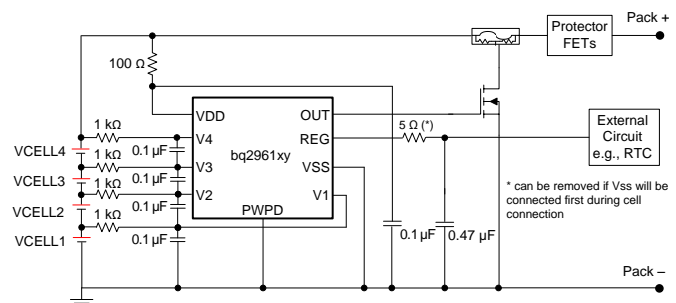 Pack +
Protector
FETs
100 Ω
VDD
OUT
1 kΩ
V4
REG
5 Ω (*)
External
Circuit
e.g., RTC
VCELL4
0.1 µF
1 kΩ
V3
bq2961xy
VSS
VCELL3
0.1 µF
1 kΩ
V2
V1
* can be removed if Vss will be
connected first during cell
connection
VCELL2
0.1 µF
1 kΩ
PWPD
VCELL1
0.1 µF
0.1 µF
0.47 µF
Pack –